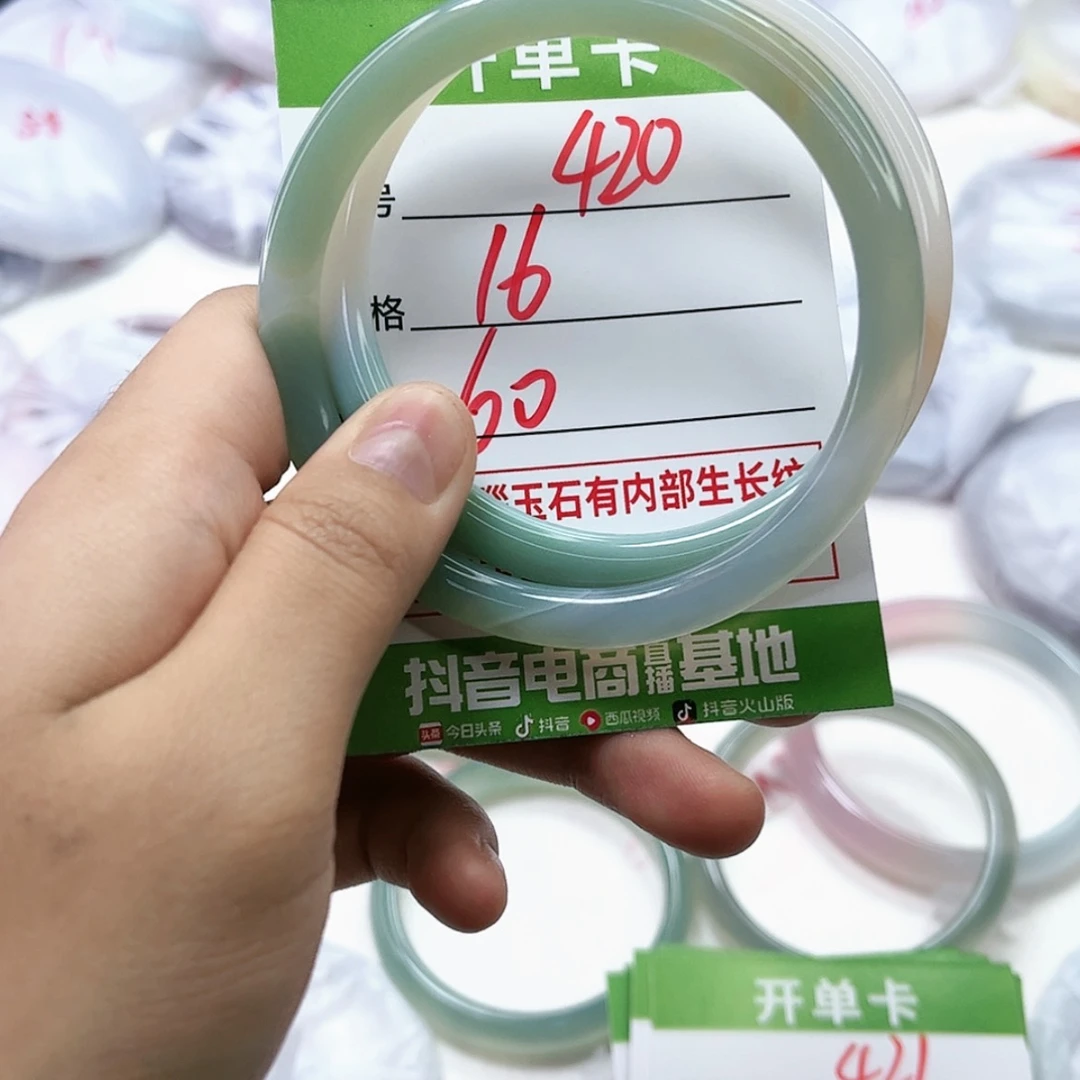 开单卡
号 420
格 16
60
玉石有内部生长纹
抖音电商直播基地
今日头条 抖音 西瓜视频 抖音火山版
开单卡
421